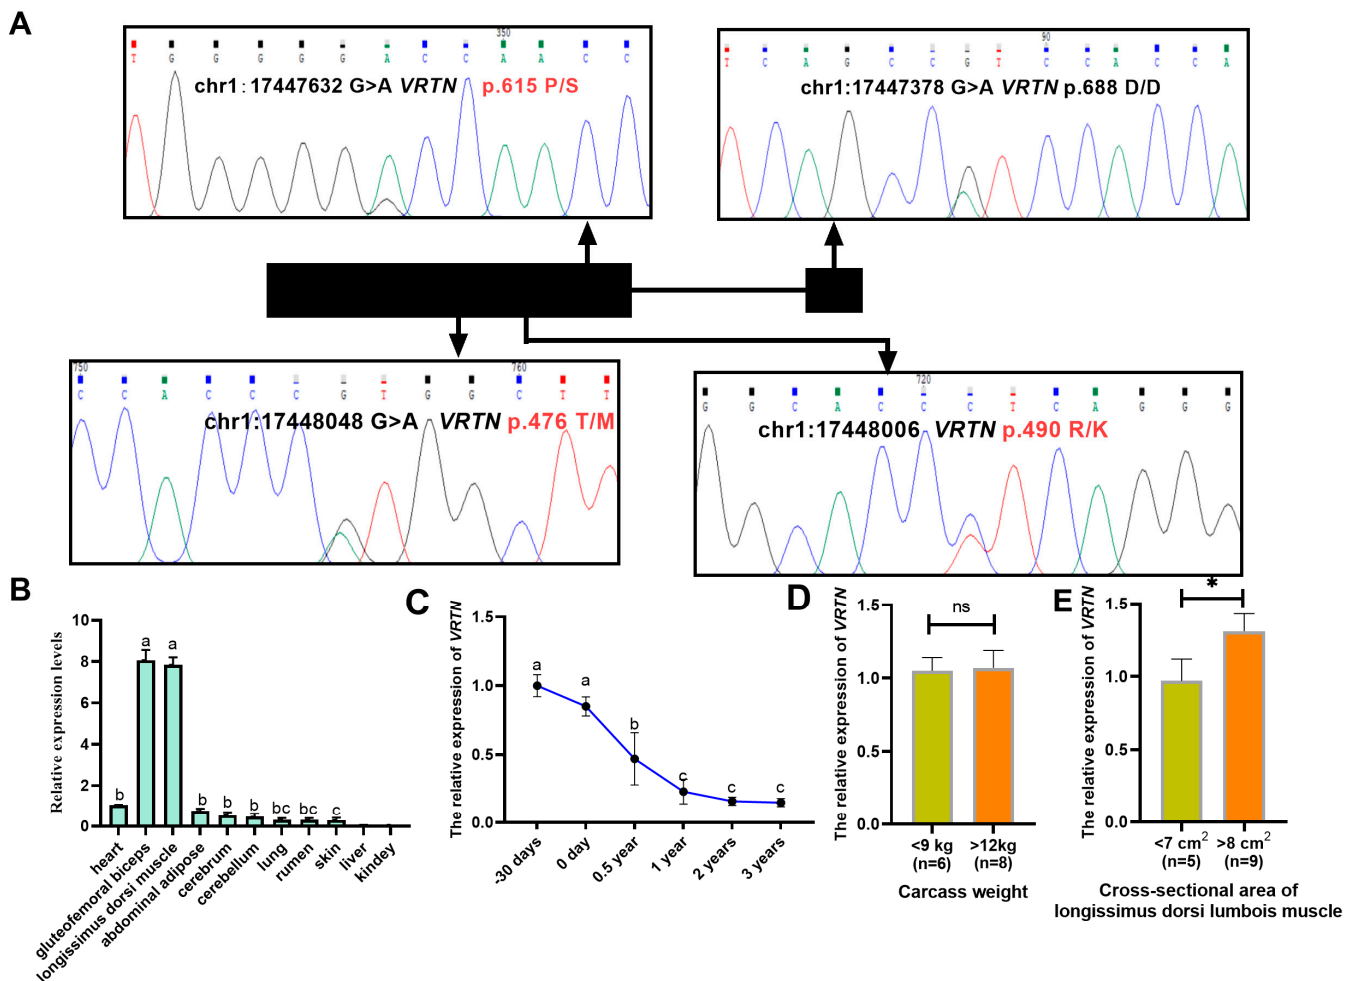 A
350
T G G G G G A C C A A C C
chr1:17447632 G>A VRTN p.615 P/S
90
T C A G C C G T C C A C C A
chr1:17447378 G>A VRTN p.688 D/D
750 760
C C A C C C G T G G C T T
chr1:17448048 G>A VRTN p.476 T/M
720
G G C A C C C T C A G G G
chr1:17448006 VRTN p.490 R/K
B
Relative expression levels
10
8
6
4
2
0
b a a b b b bc bc c
heart
gluteofemoral biceps
longissimus dorsi muscle
abdominal adipose
cerebrum
cerebellum
lung
rumen
skin
liver
kindey
C
The relative expression of VRTN
1.5
1.0
0.5
0.0
a a b c c c
-30 days
0 day
0.5 year
1 year
2 years
3 years
D
The relative expression of VRTN
1.5
1.0
0.5
0.0
ns
<9 kg >12kg
(n=6) (n=8)
Carcass weight
E
The relative expression of VRTN
1.5
1.0
0.5
0.0
*
<7 cm² >8 cm²
(n=5) (n=9)
Cross-sectional area of
longissimus dorsi lumbois muscle